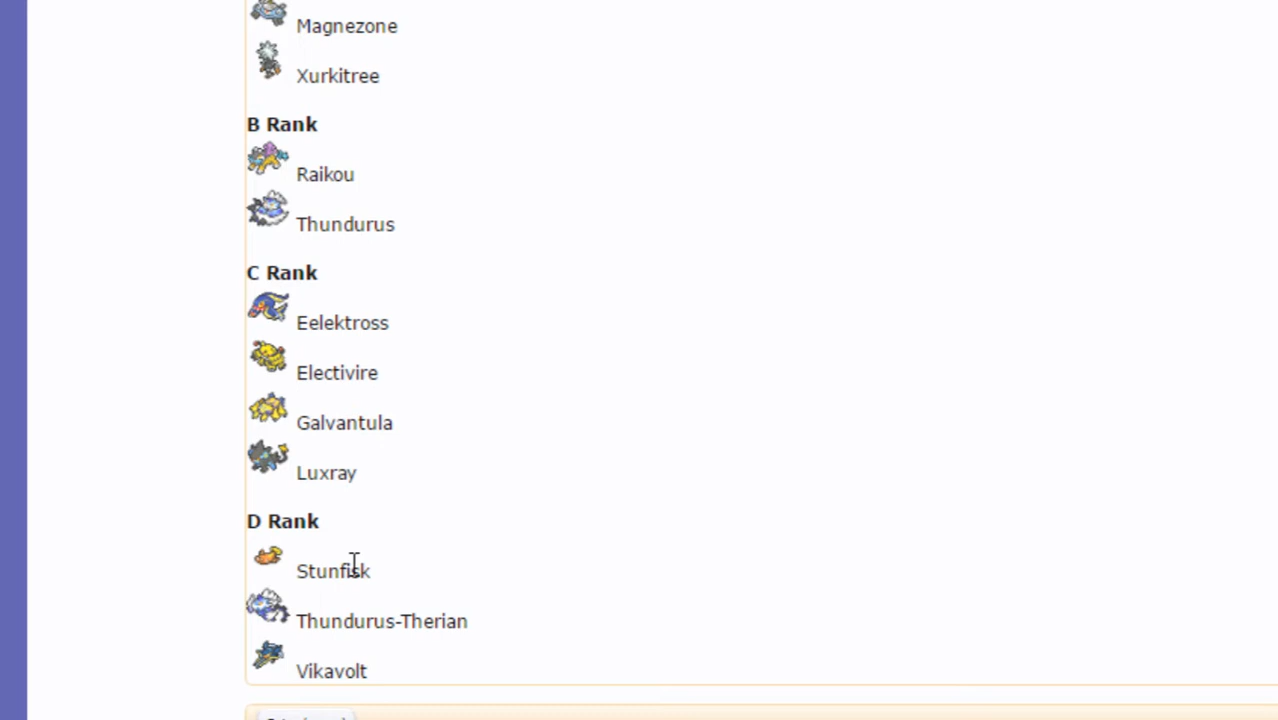 Magnezone
Xurkitree
B Rank
Raikou
Thundurus
C Rank
Eelektross
Electivire
Galvantula
Luxray
D Rank
Stunfisk
Thundurus-Therian
Vikavolt